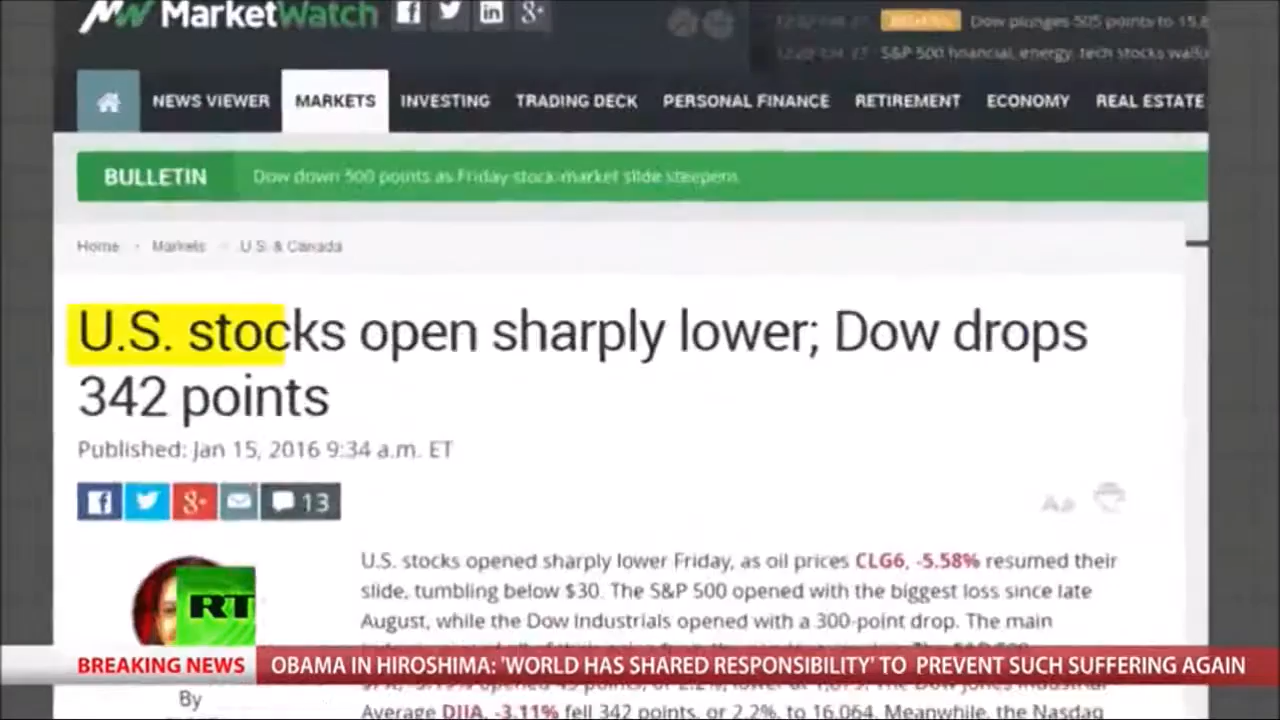 MarketWatch
Dow plunges 505 points to 15,8
S&P 500 financial, energy, tech stocks
NEWS VIEWER MARKETS INVESTING TRADING DECK PERSONAL FINANCE RETIREMENT ECONOMY REAL ESTATE
BULLETIN Dow down 500 points as Friday stock-market slide steepens
Home Markets U.S. & Canada
U.S. stocks open sharply lower; Dow drops
342 points
Published: Jan 15, 2016 9:34 a.m. ET
13
Aa
U.S. stocks opened sharply lower Friday, as oil prices CLG6, -5.58% resumed their
slide, tumbling below $30. The S&P 500 opened with the biggest loss since late
August, while the Dow Industrials opened with a 300-point drop. The main
RT
BREAKING NEWS OBAMA IN HIROSHIMA: 'WORLD HAS SHARED RESPONSIBILITY' TO PREVENT SUCH SUFFERING AGAIN
By
Average DJIA, -3.11% fell 342 points, or 2.2%, to 16,064. Meanwhile, the Nasdaq